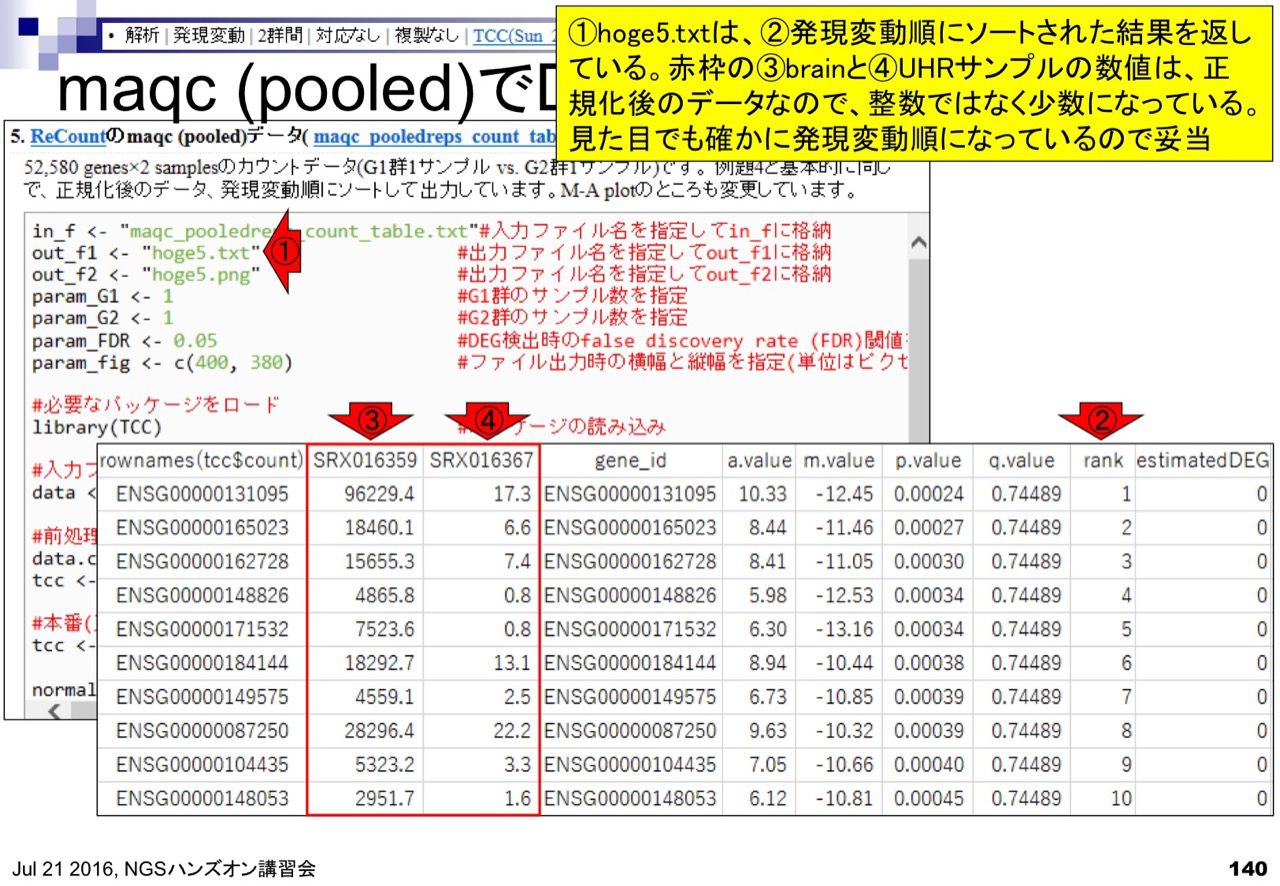 • 解析 | 発現変動 | 2群間 | 対応なし | 複製なし | TCC(Sun_2
maqc (pooled)で
①hoge5.txtは、②発現変動順にソートされた結果を返し
ている。赤枠の③brainと④UHRサンプルの数値は、正
規化後のデータなので、整数ではなく少数になっている。
見た目でも確かに発現変動順になっているので妥当
5. ReCountのmaqc (pooled)データ( maqc_pooledreps_count_tab
52,580 genes×2 samplesのカウントデータ(G1群1サンプル vs. G2群1サンプル)です。例題4と基本的に同じ
で、正規化後のデータ、発現変動順にソートして出力しています。M-A plotのところも変更しています。
in_f <- "maqc_pooledrep _count_table.txt"#入力ファイル名を指定してin_fに格納
out_f1 <- "hoge5.txt" ① #出力ファイル名を指定してout_f1に格納
out_f2 <- "hoge5.png" #出力ファイル名を指定してout_f2に格納
param_G1 <- 1 #G1群のサンプル数を指定
param_G2 <- 1 #G2群のサンプル数を指定
param_FDR <- 0.05 #DEG検出時のfalse discovery rate (FDR)閾値
param_fig <- c(400, 380) #ファイル出力時の横幅と縦幅を指定(単位はピクセ
#必要なパッケージをロード
③ ④ ②
library(TCC) # ージの読み込み
#入力フ
data <
#前処理
data.c
tcc <-
#本番(
tcc <-
normal
rownames(tcc$count) SRX016359 SRX016367 gene_id a.value m.value p.value q.value rank estimatedDEG
ENSG00000131095 96229.4 17.3 ENSG00000131095 10.33 -12.45 0.00024 0.74489 1 0
ENSG00000165023 18460.1 6.6 ENSG00000165023 8.44 -11.46 0.00027 0.74489 2 0
ENSG00000162728 15655.3 7.4 ENSG00000162728 8.41 -11.05 0.00030 0.74489 3 0
ENSG00000148826 4865.8 0.8 ENSG00000148826 5.98 -12.53 0.00034 0.74489 4 0
ENSG00000171532 7523.6 0.8 ENSG00000171532 6.30 -13.16 0.00034 0.74489 5 0
ENSG00000184144 18292.7 13.1 ENSG00000184144 8.94 -10.44 0.00038 0.74489 6 0
ENSG00000149575 4559.1 2.5 ENSG00000149575 6.73 -10.85 0.00039 0.74489 7 0
ENSG00000087250 28296.4 22.2 ENSG00000087250 9.63 -10.32 0.00039 0.74489 8 0
ENSG00000104435 5323.2 3.3 ENSG00000104435 7.05 -10.66 0.00040 0.74489 9 0
ENSG00000148053 2951.7 1.6 ENSG00000148053 6.12 -10.81 0.00045 0.74489 10 0
Jul 21 2016, NGSハンズオン講習会
140